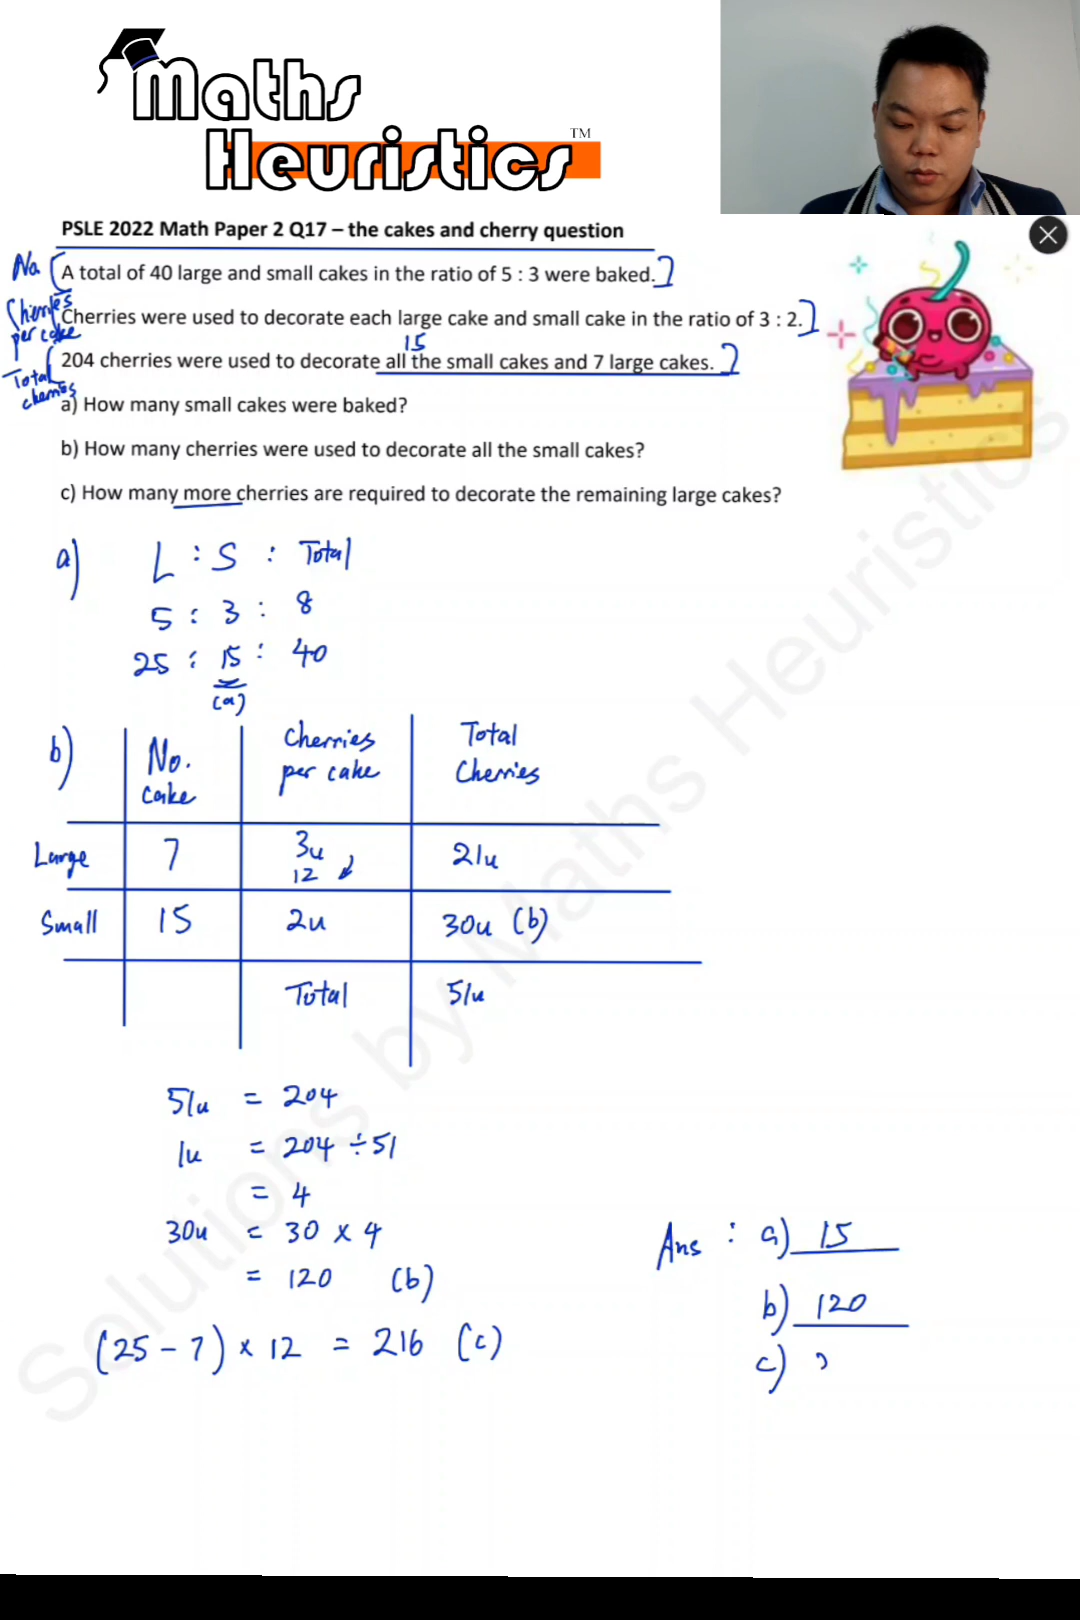 Maths
Heuristics TM
PSLE 2022 Math Paper 2 Q17 – the cakes and cherry question
No.
A total of 40 large and small cakes in the ratio of 5 : 3 were baked.
Cherries
per cake
Cherries were used to decorate each large cake and small cake in the ratio of 3 : 2.
15
204 cherries were used to decorate all the small cakes and 7 large cakes.
Total
cherries
a) How many small cakes were baked?
b) How many cherries were used to decorate all the small cakes?
c) How many more cherries are required to decorate the remaining large cakes?
a) L : S : Total
5 : 3 : 8
25 : 15 : 40
(a)
b) No. Cake Cherries per cake Total Cherries
Large 7 3u 12 21u
Small 15 2u 30u (b)
Total 51u
51u = 204
1u = 204 ÷ 51
= 4
30u = 30 x 4
= 120 (b)
(25 - 7) x 12 = 216 (c)
Ans : a) 15
b) 120
c)
Solutions by Maths Heuristics